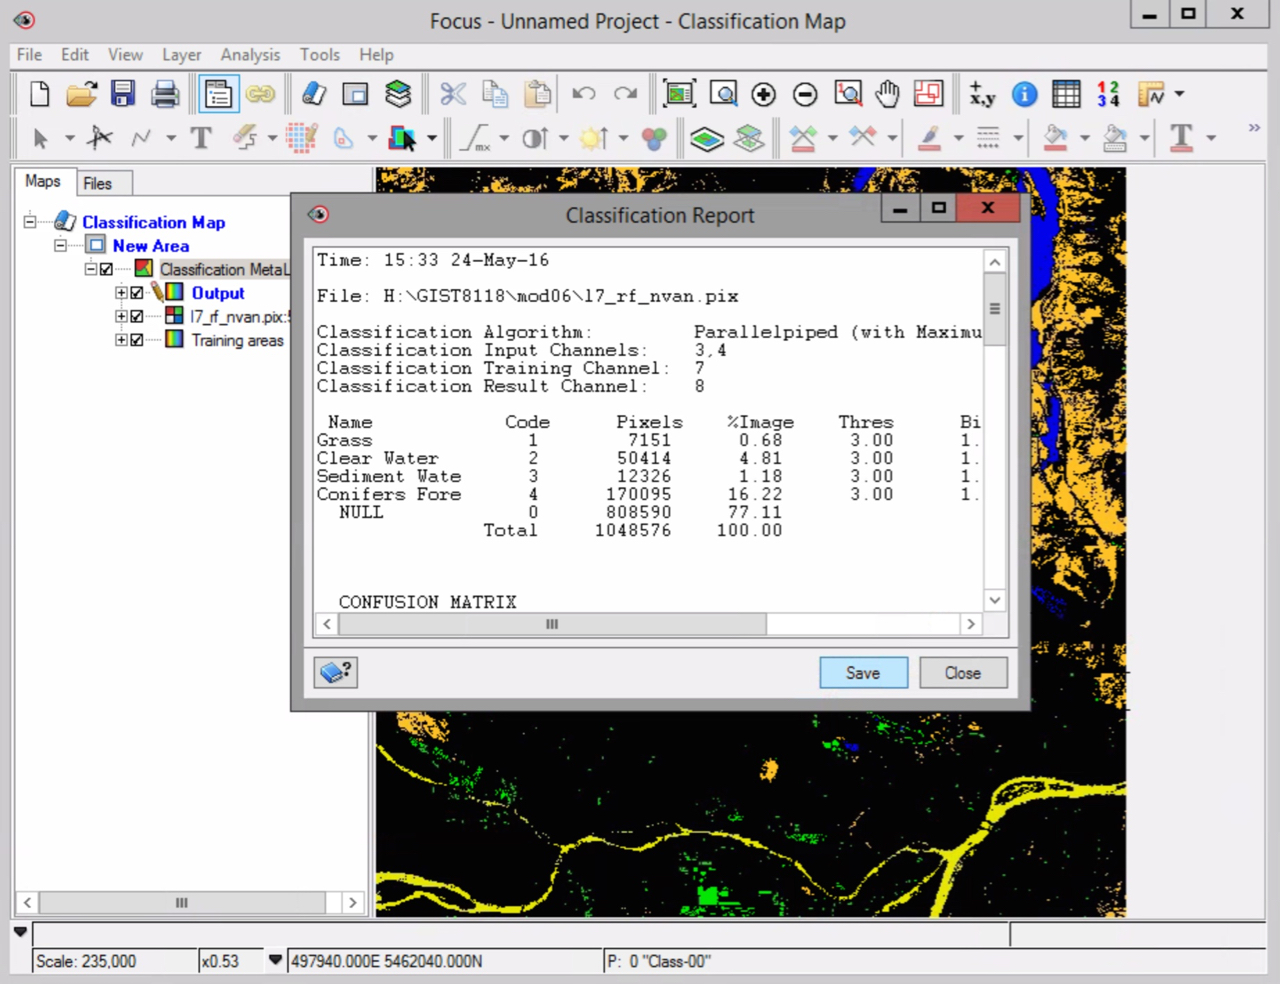 Focus - Unnamed Project - Classification Map
File Edit View Layer Analysis Tools Help
Maps Files
Classification Map
New Area
Classification MetaL
Output
l7_rf_nvan.pix:5
Training areas
Classification Report
Time: 15:33 24-May-16
File: H:\GIST8118\mod06\l7_rf_nvan.pix
Classification Algorithm: Parallelpiped (with Maximu
Classification Input Channels: 3,4
Classification Training Channel: 7
Classification Result Channel: 8
Name Code Pixels %Image Thres Bi
Grass 1 7151 0.68 3.00 1.
Clear Water 2 50414 4.81 3.00 1.
Sediment Wate 3 12326 1.18 3.00 1.
Conifers Fore 4 170095 16.22 3.00 1.
NULL 0 808590 77.11
Total 1048576 100.00
CONFUSION MATRIX
Save Close
Scale: 235,000 x0.53 497940.000E 5462040.000N P: 0 "Class-00"